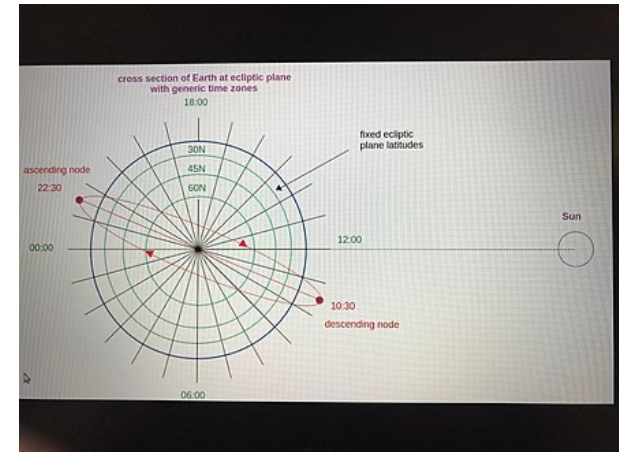 cross section of Earth at ecliptic plane
with generic time zones
18:00
fixed ecliptic
plane latitudes
30N
45N
60N
ascending node
22:30
Sun
00:00
12:00
10:30
descending node
06:00